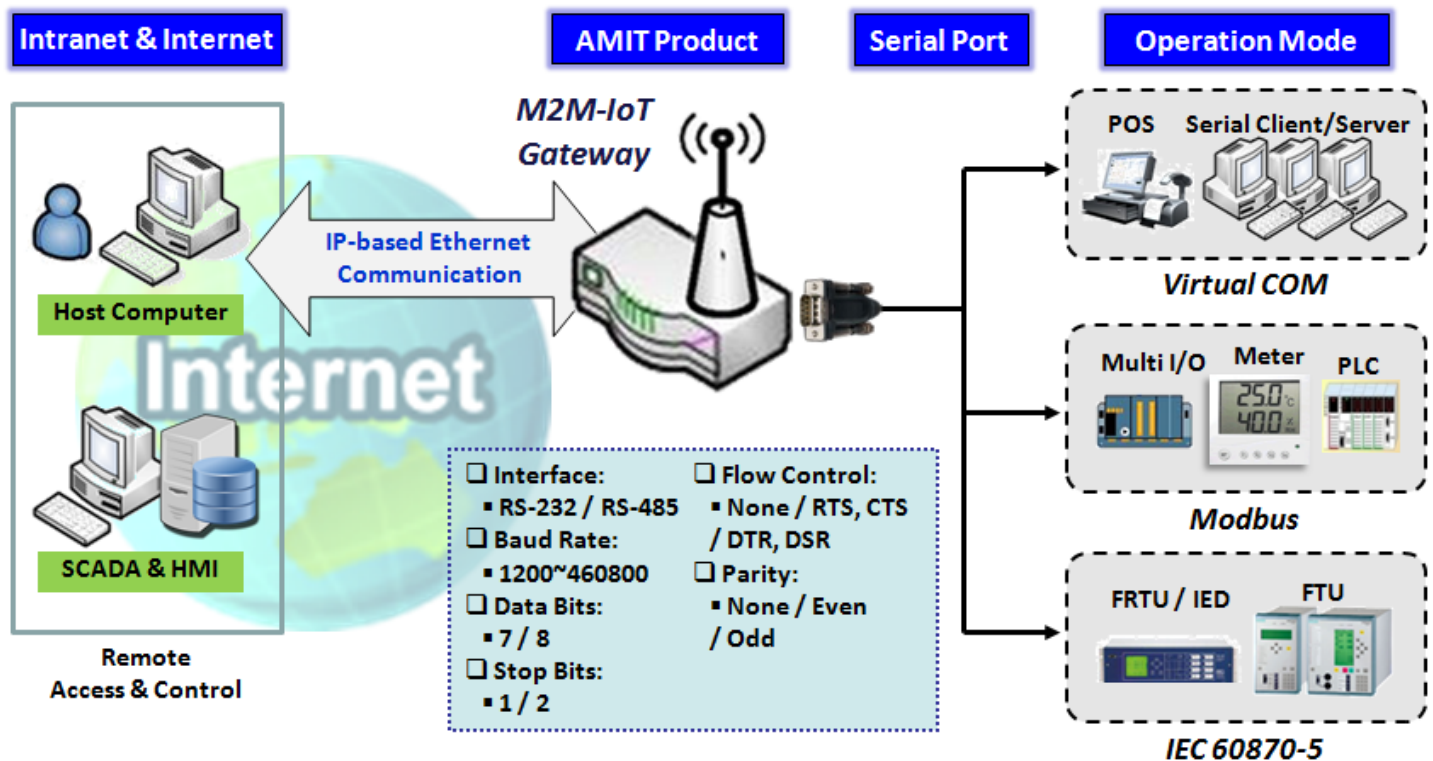 Intranet & Internet
AMIT Product
Serial Port
Operation Mode
M2M-IoT
Gateway
IP-based Ethernet
Communication
Host Computer
Internet
SCADA & HMI
Remote
Access & Control
❑ Interface:
▪ RS-232 / RS-485
❑ Baud Rate:
▪ 1200~460800
❑ Data Bits:
▪ 7 / 8
❑ Stop Bits:
▪ 1 / 2
❑ Flow Control:
▪ None / RTS, CTS
/ DTR, DSR
❑ Parity:
▪ None / Even
/ Odd
POS
Serial Client/Server
Virtual COM
Multi I/O
Meter
PLC
25.0 °C
40.0 %
Modbus
FRTU / IED
FTU
IEC 60870-5